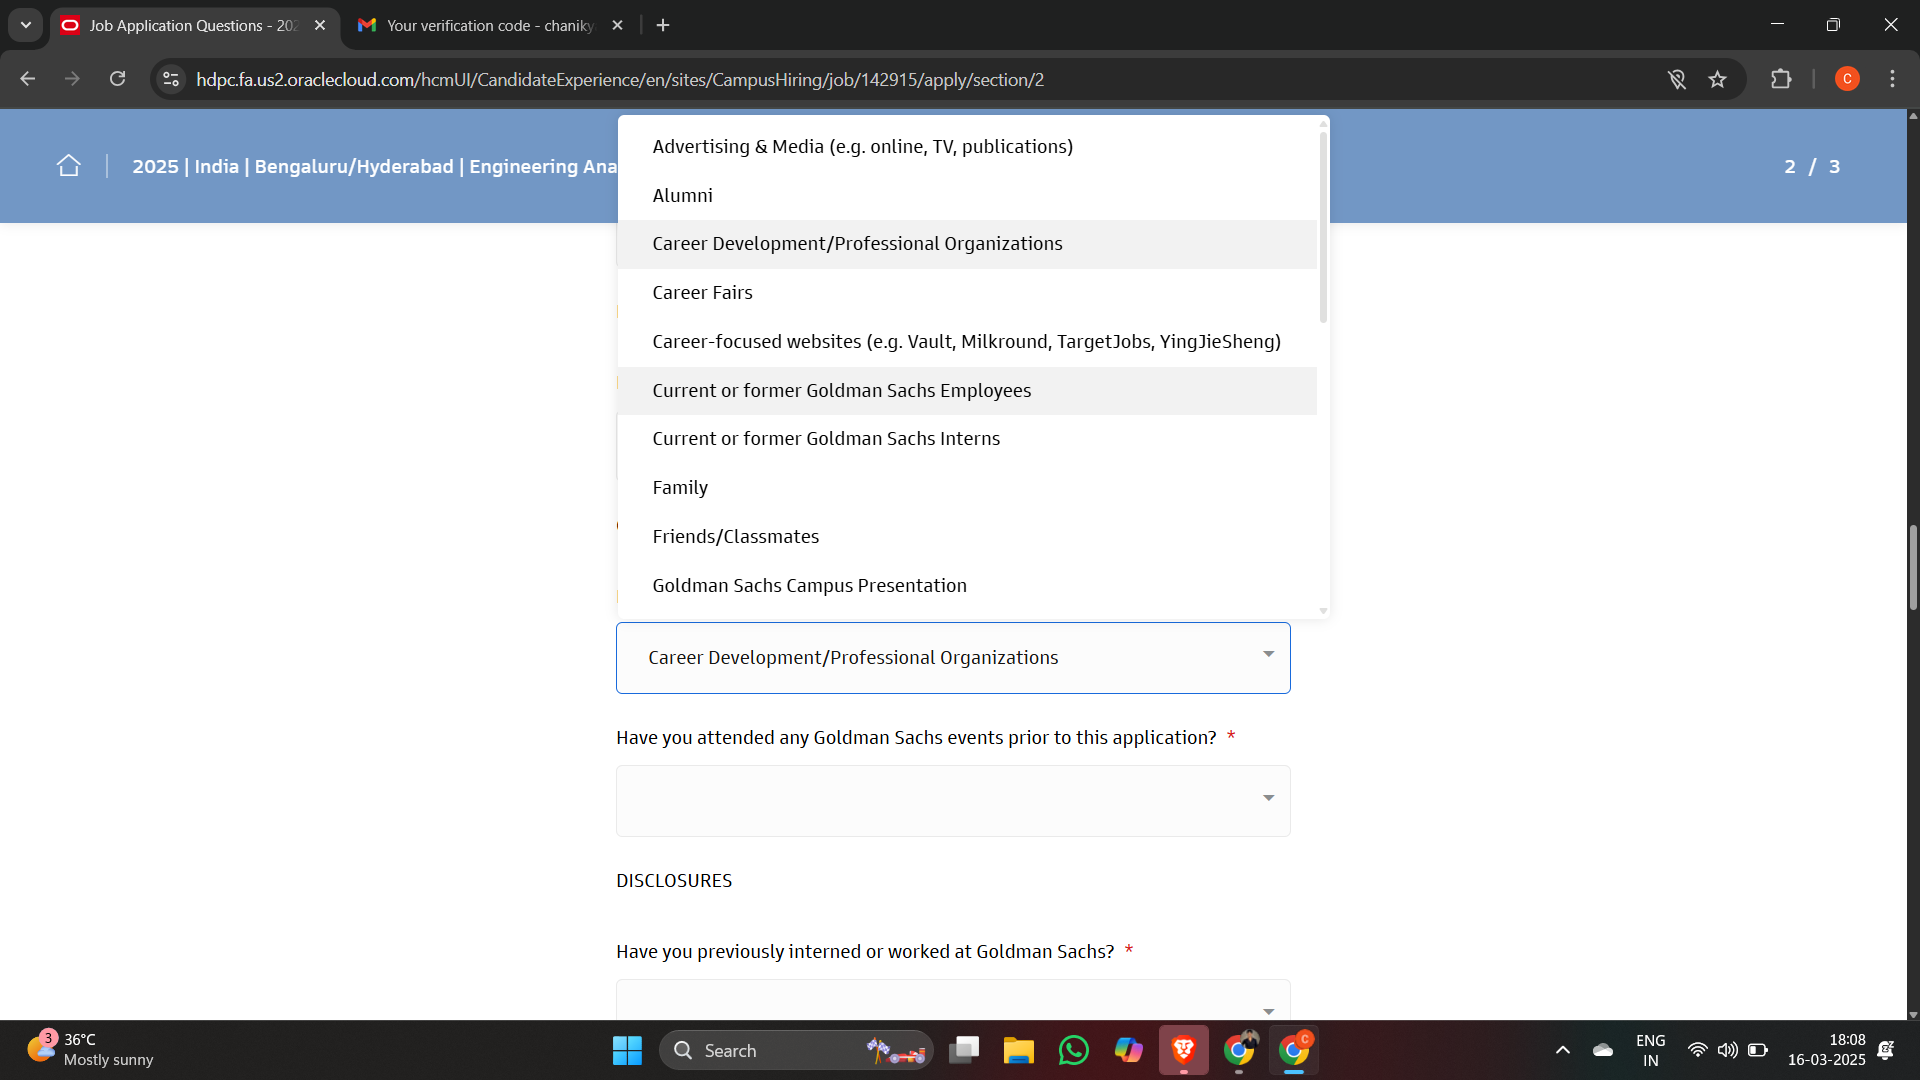 Job Application Questions - 202
Your verification code - chaniky
hdpc.fa.us2.oraclecloud.com/hcmUI/CandidateExperience/en/sites/CampusHiring/job/142915/apply/section/2
C
2025 | India | Bengaluru/Hyderabad | Engineering Ana
2 / 3
Advertising & Media (e.g. online, TV, publications)
Alumni
Career Development/Professional Organizations
Career Fairs
Career-focused websites (e.g. Vault, Milkround, TargetJobs, YingJieSheng)
Current or former Goldman Sachs Employees
Current or former Goldman Sachs Interns
Family
Friends/Classmates
Goldman Sachs Campus Presentation
Career Development/Professional Organizations
Have you attended any Goldman Sachs events prior to this application? *
DISCLOSURES
Have you previously interned or worked at Goldman Sachs? *
3
36°C
Mostly sunny
Search
C
ENG
IN
18:08
16-03-2025